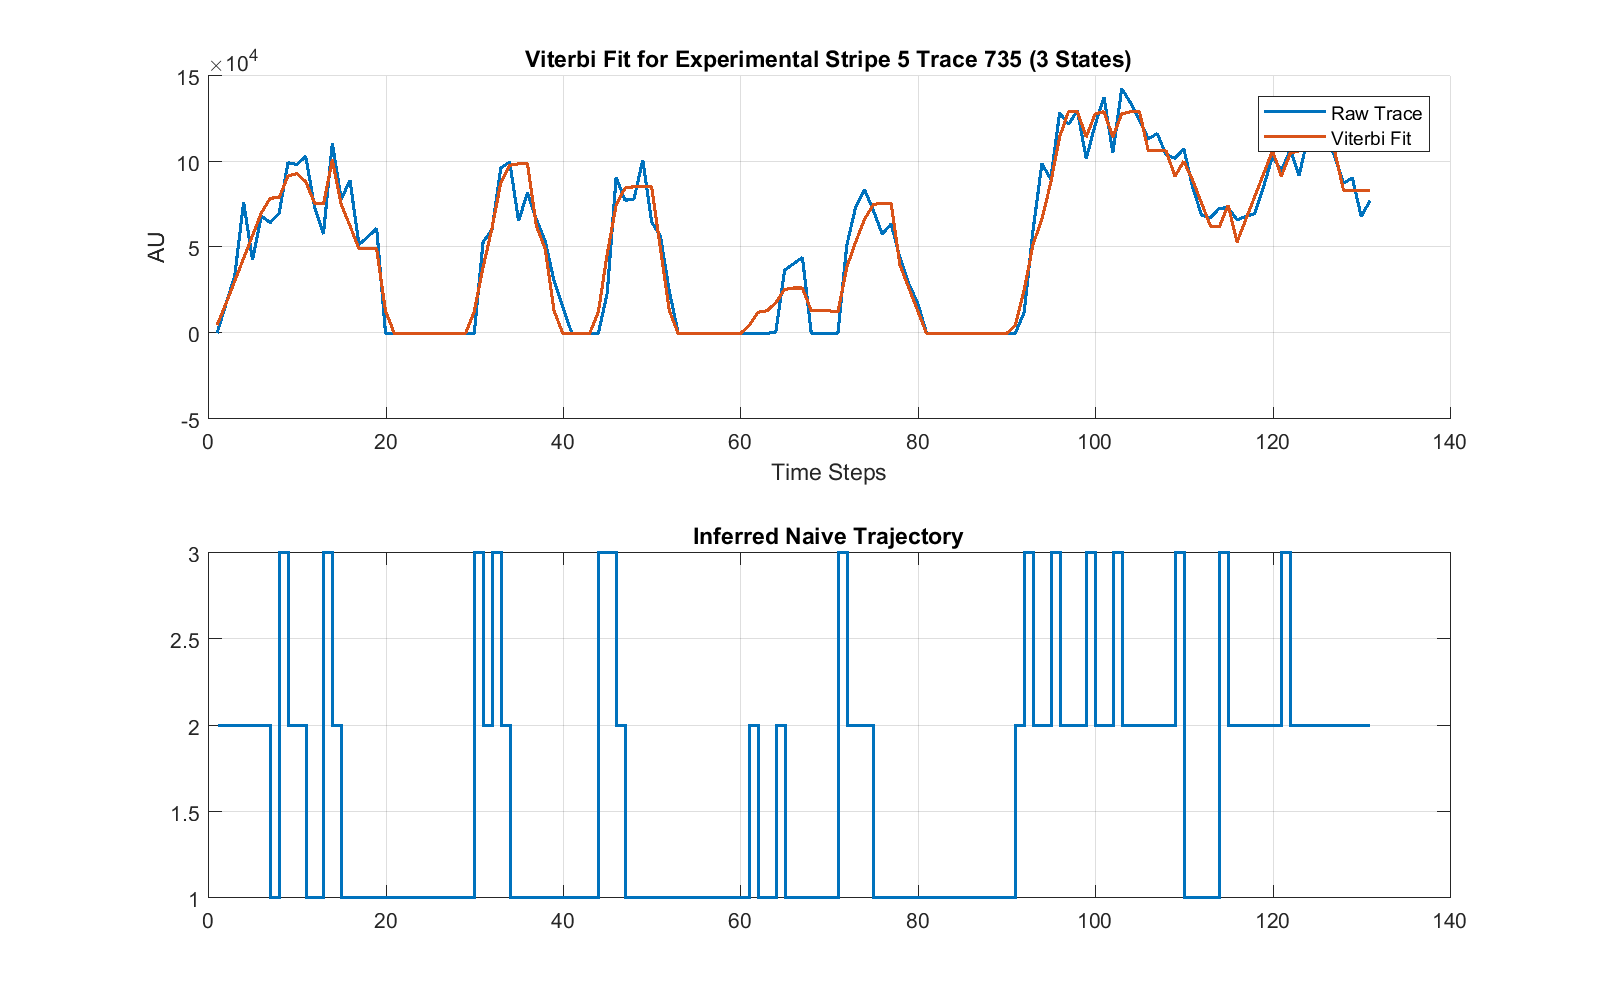 Viterbi Fit for Experimental Stripe 5 Trace 735 (3 States)
×10^4
15
10
5
0
-5
AU
0 20 40 60 80 100 120 140
Time Steps
Raw Trace
Viterbi Fit
Inferred Naive Trajectory
3
2.5
2
1.5
1
0 20 40 60 80 100 120 140